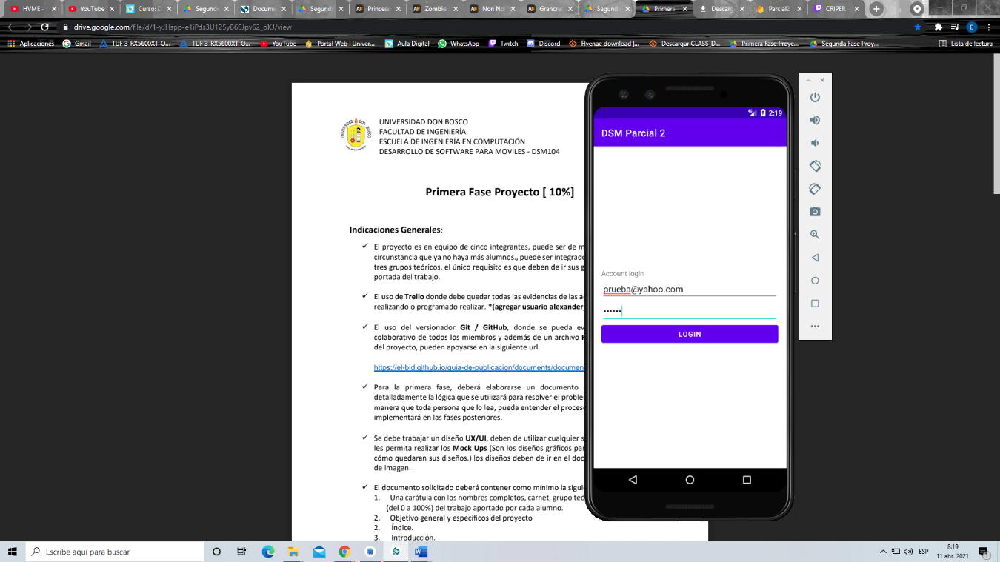 HVME -
YouTube
Curso: D
Segund
Docume
Segund
Princess
Zombiel
Non No
Grancre
Segund
Primera
Descarg
Parcial2
CRIPER
drive.google.com/file/d/1-yJHspp-e1iPds3U125yB6SJpvS2_oKJ/view
E
Aplicaciones
Gmail
TUF 3-RX5600XT-O...
TUF 3-RX5600XT-O...
YouTube
Portal Web | Univer...
Aula Digital
WhatsApp
Twitch
Discord
Hyenae download |...
Descargar CLASS_D...
Primera Fase Proye...
Segunda Fase Proy...
Lista de lectura
UNIVERSIDAD DON BOSCO
FACULTAD DE INGENIERÍA
ESCUELA DE INGENIERÍA EN COMPUTACIÓN
DESARROLLO DE SOFTWARE PARA MOVILES - DSM104
Primera Fase Proyecto [ 10%]
Indicaciones Generales:
El proyecto es en equipo de cinco integrantes, puede ser de m
circunstancia que ya no haya más alumnos., puede ser integrado
tres grupos teóricos, el único requisito es que deben de ir sus g
portada del trabajo.
El uso de Trello donde debe quedar todas las evidencias de las ac
realizando o programado realizar. *(agregar usuario alexander_
El uso del versionador Git / GitHub, donde se pueda ev
colaborativo de todos los miembros y además de un archivo R
del proyecto, pueden apoyarse en la siguiente url.
https://el-bid.github.io/guia-de-publicacion/documents/document
Para la primera fase, deberá elaborarse un documento
detalladamente la lógica que se utilizará para resolver el problem
manera que toda persona que lo lea, pueda entender el proceso
implementará en las fases posteriores.
Se debe trabajar un diseño UX/UI, deben de utilizar cualquier s
les permita realizar los Mock Ups (Son los diseños gráficos par
cómo quedaran sus diseños.) los diseños deben de ir en el doc
de imagen.
El documento solicitado deberá contener como mínimo la siguie
1. Una carátula con los nombres completos, carnet, grupo teó
(del 0 a 100%) del trabajo aportado por cada alumno.
2. Objetivo general y específicos del proyecto
2. Índice.
3. Introducción.
2:19
DSM Parcial 2
Account login
prueba@yahoo.com
••••••
LOGIN
Escribe aquí para buscar
ESP
8:19
11 abr. 2021
1